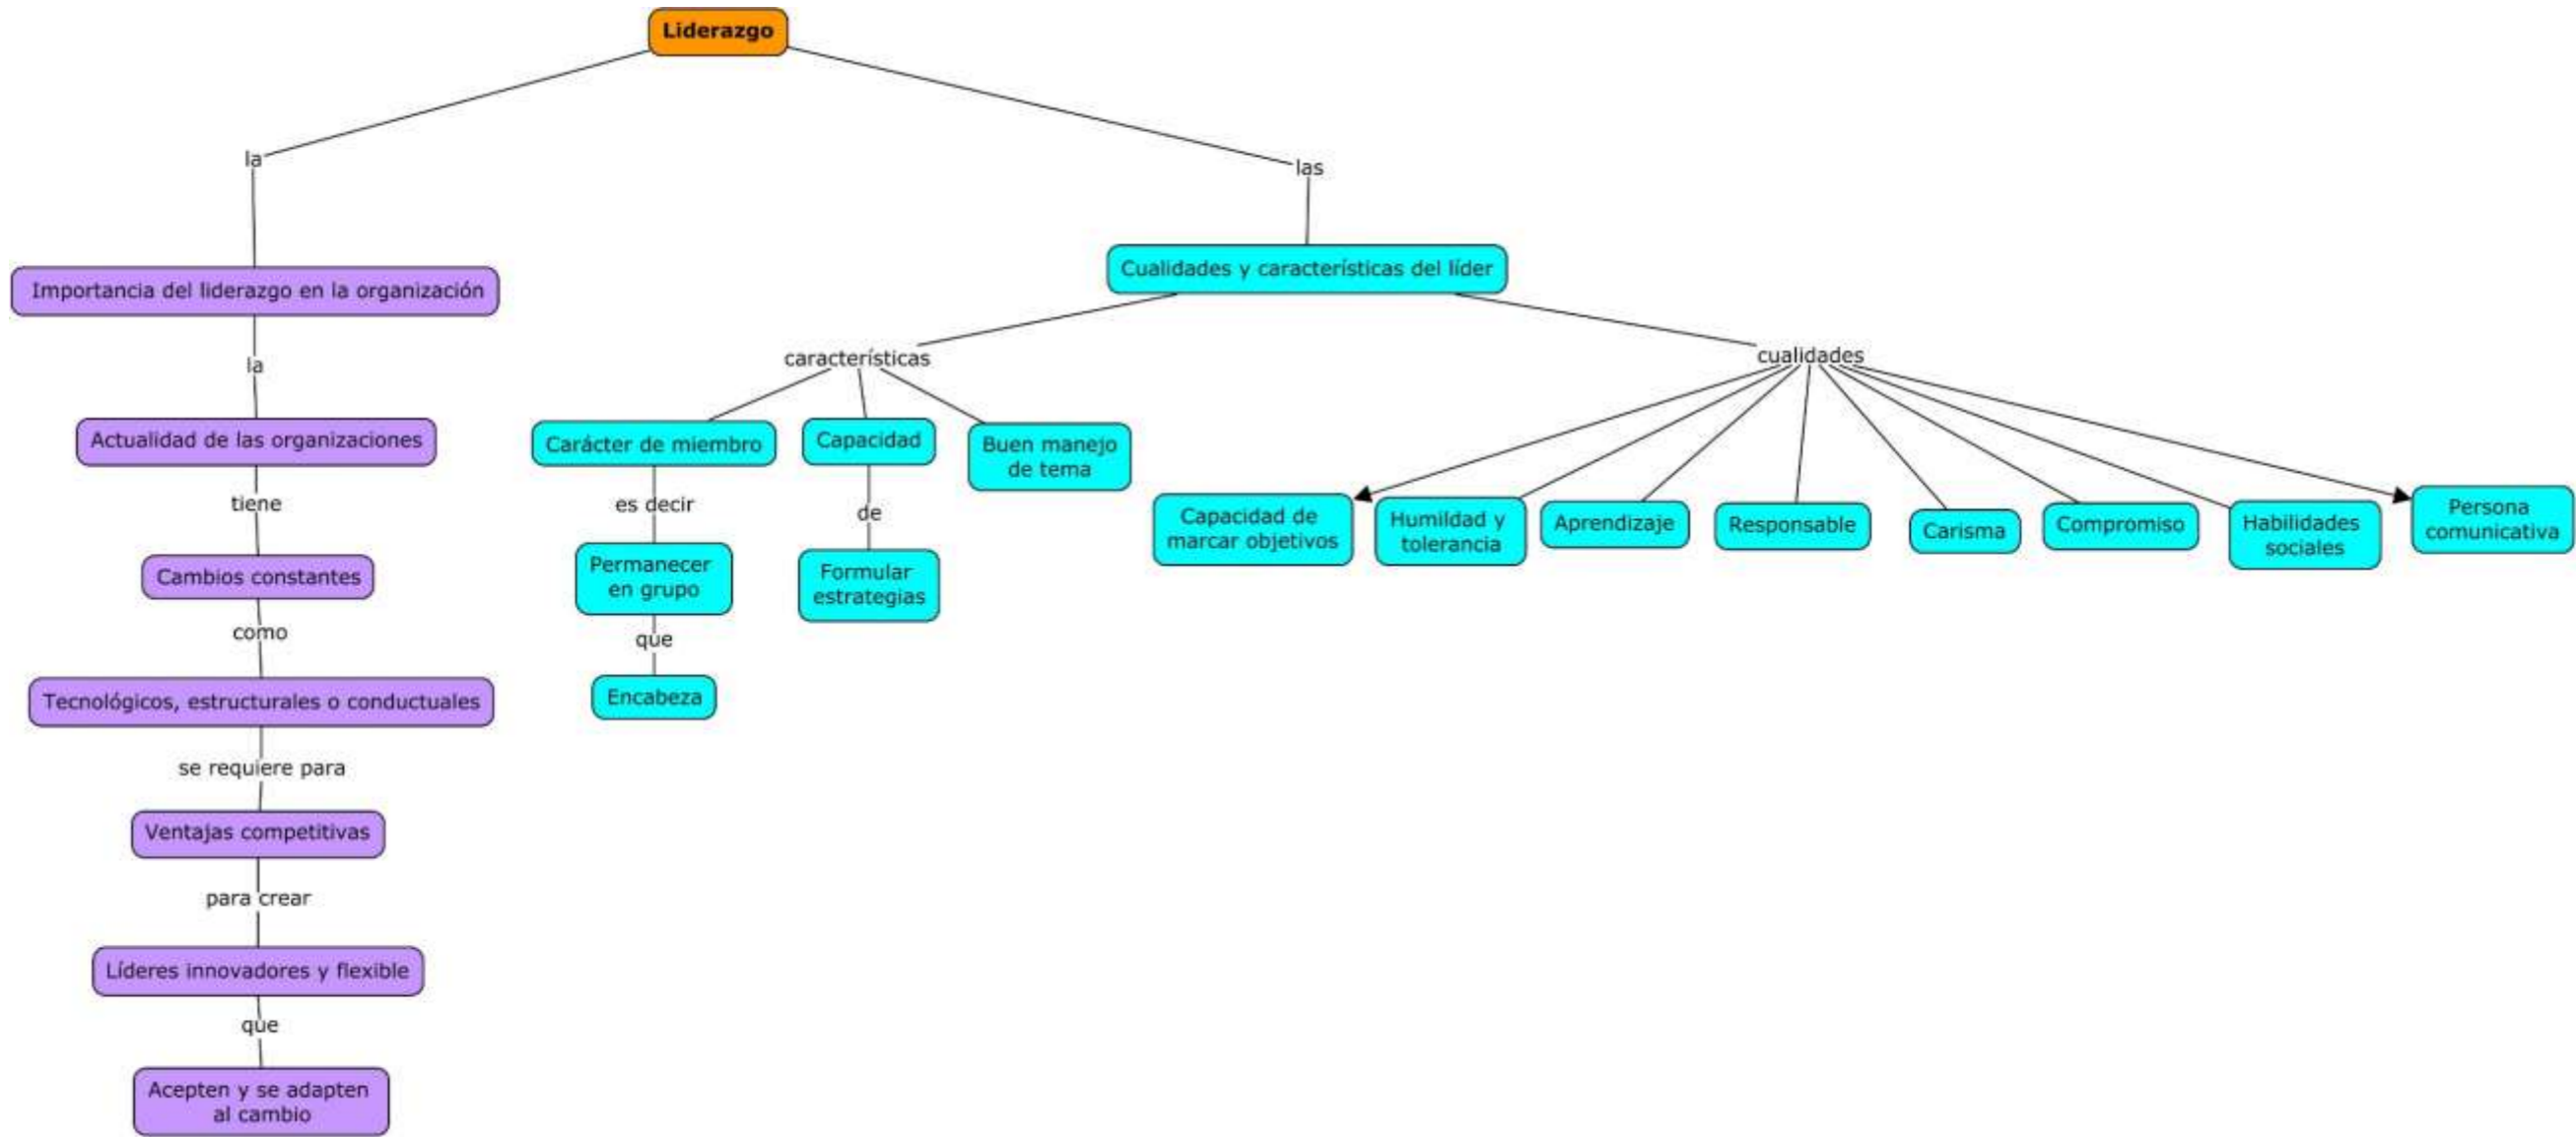 Liderazgo
la
las
Importancia del liderazgo en la organización
la
Actualidad de las organizaciones
tiene
Cambios constantes
como
Tecnológicos, estructurales o conductuales
se requiere para
Ventajas competitivas
para crear
Líderes innovadores y flexible
que
Acepten y se adapten
al cambio
Cualidades y características del líder
características
Carácter de miembro
es decir
Permanecer
en grupo
que
Encabeza
Capacidad
de
Formular
estrategias
Buen manejo
de tema
cualidades
Capacidad de
marcar objetivos
Humildad y
tolerancia
Aprendizaje
Responsable
Carisma
Compromiso
Habilidades
sociales
Persona
comunicativa